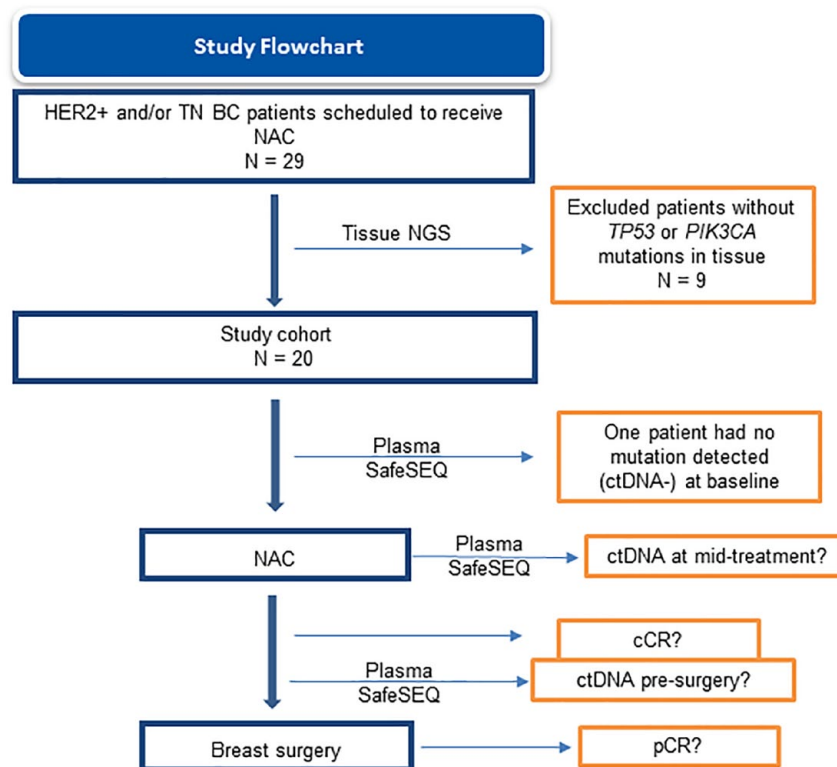 Study Flowchart
HER2+ and/or TN BC patients scheduled to receive
NAC
N = 29
Tissue NGS
Excluded patients without
TP53 or PIK3CA
mutations in tissue
N = 9
Study cohort
N = 20
Plasma
SafeSEQ
One patient had no
mutation detected
(ctDNA-) at baseline
NAC
Plasma
SafeSEQ
ctDNA at mid-treatment?
cCR?
Plasma
SafeSEQ
ctDNA pre-surgery?
Breast surgery
pCR?